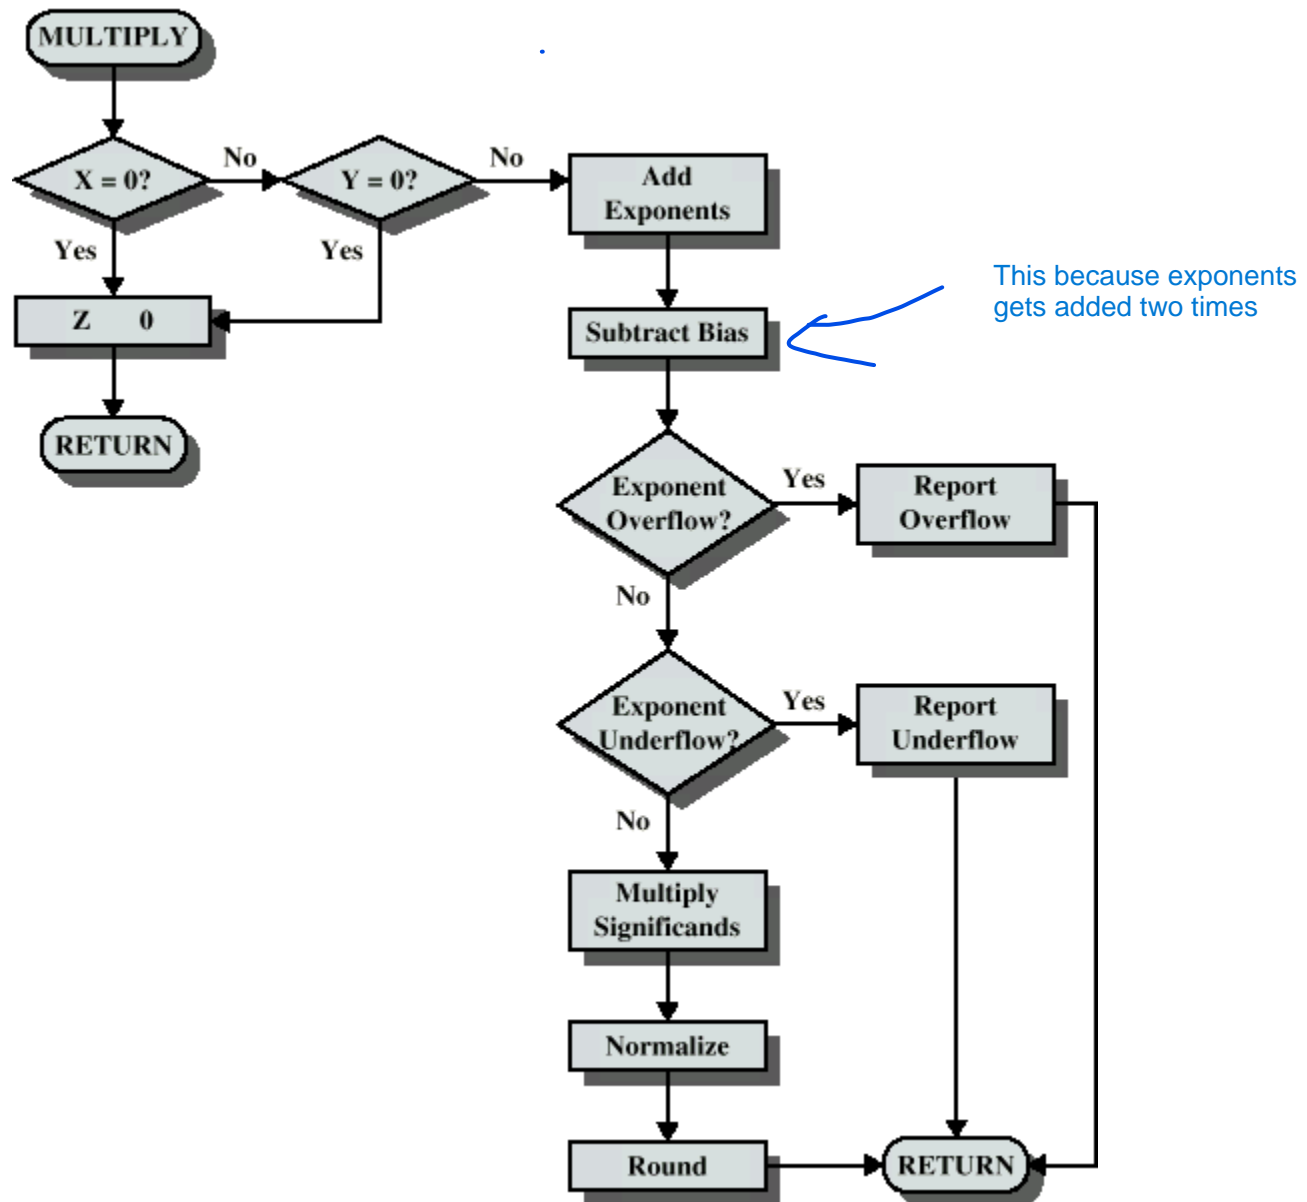 MULTIPLY
X = 0?
No
Y = 0?
No
Add
Exponents
Yes
Yes
Z 0
RETURN
Subtract Bias
This because exponents
gets added two times
Exponent
Overflow?
Yes
Report
Overflow
No
Exponent
Underflow?
Yes
Report
Underflow
No
Multiply
Significands
Normalize
Round
RETURN